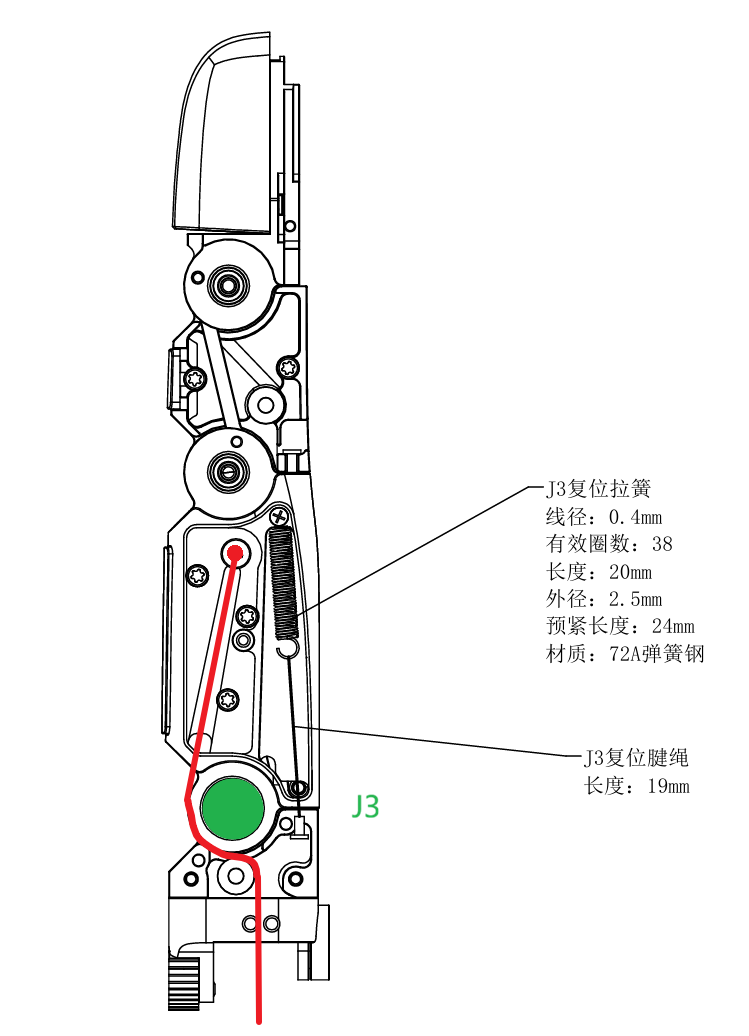 J3复位拉簧
线径：0.4mm
有效圈数：38
长度：20mm
外径：2.5mm
预紧长度：24mm
材质：72A弹簧钢
J3复位腱绳
长度：19mm
J3